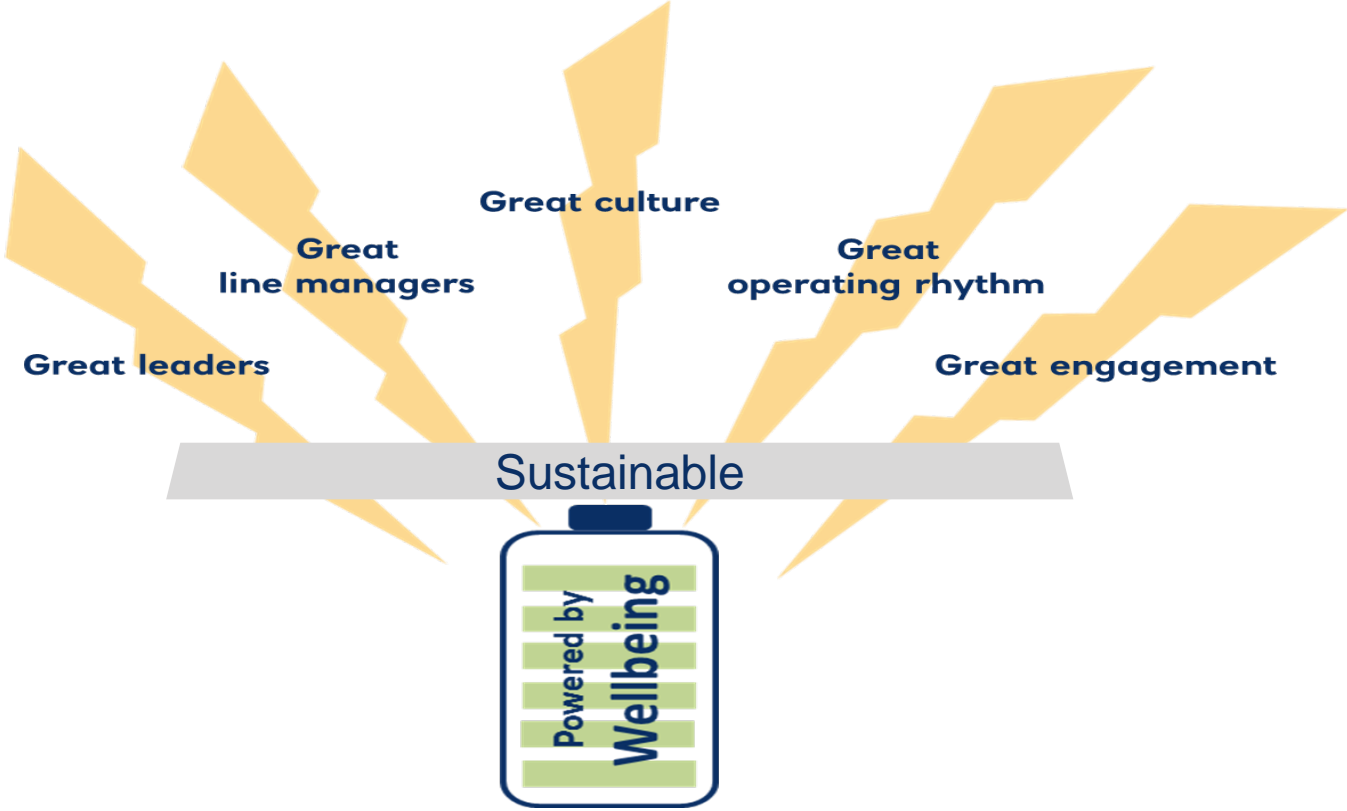 Great culture
Great
line managers
Great
operating rhythm
Great leaders
Great engagement
Sustainable
Powered by
Wellbeing